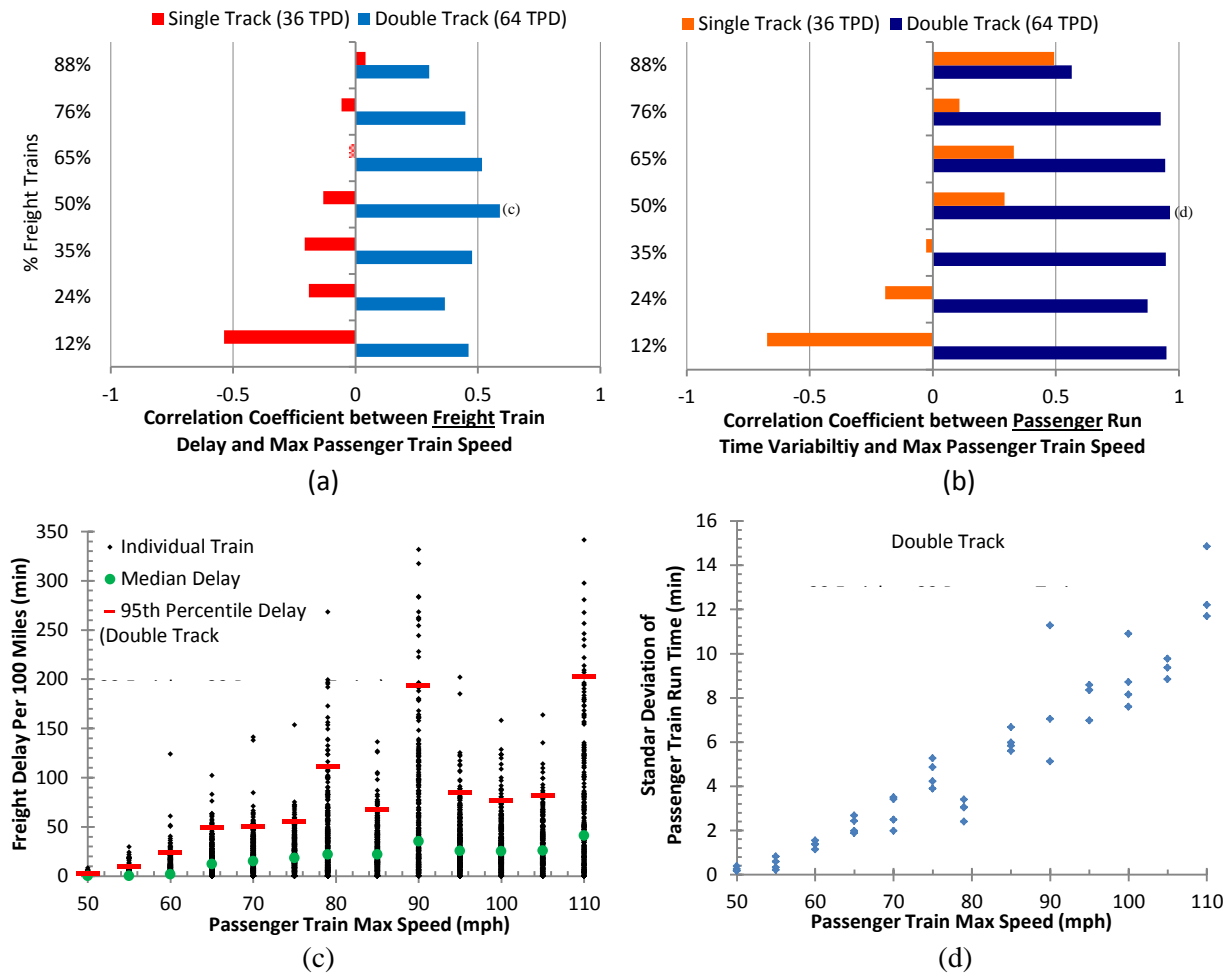 Single Track (36 TPD) Double Track (64 TPD)
% Freight Trains
88%
76%
65%
50%
35%
24%
12%
(c)
-1 -0.5 0 0.5 1
Correlation Coefficient between Freight Train
Delay and Max Passenger Train Speed
(a)
Single Track (36 TPD) Double Track (64 TPD)
88%
76%
65%
50%
35%
24%
12%
(d)
-1 -0.5 0 0.5 1
Correlation Coefficient between Passenger Run
Time Variabiltiy and Max Passenger Train Speed
(b)
Freight Delay Per 100 Miles (min)
350
300
250
200
150
100
50
0
Individual Train
Median Delay
95th Percentile Delay
(Double Track
50 60 70 80 90 100 110
Passenger Train Max Speed (mph)
(c)
Standar Deviation of
Passenger Train Run Time (min)
16
14
12
10
8
6
4
2
0
Double Track
50 60 70 80 90 100 110
Passenger Train Max Speed (mph)
(d)